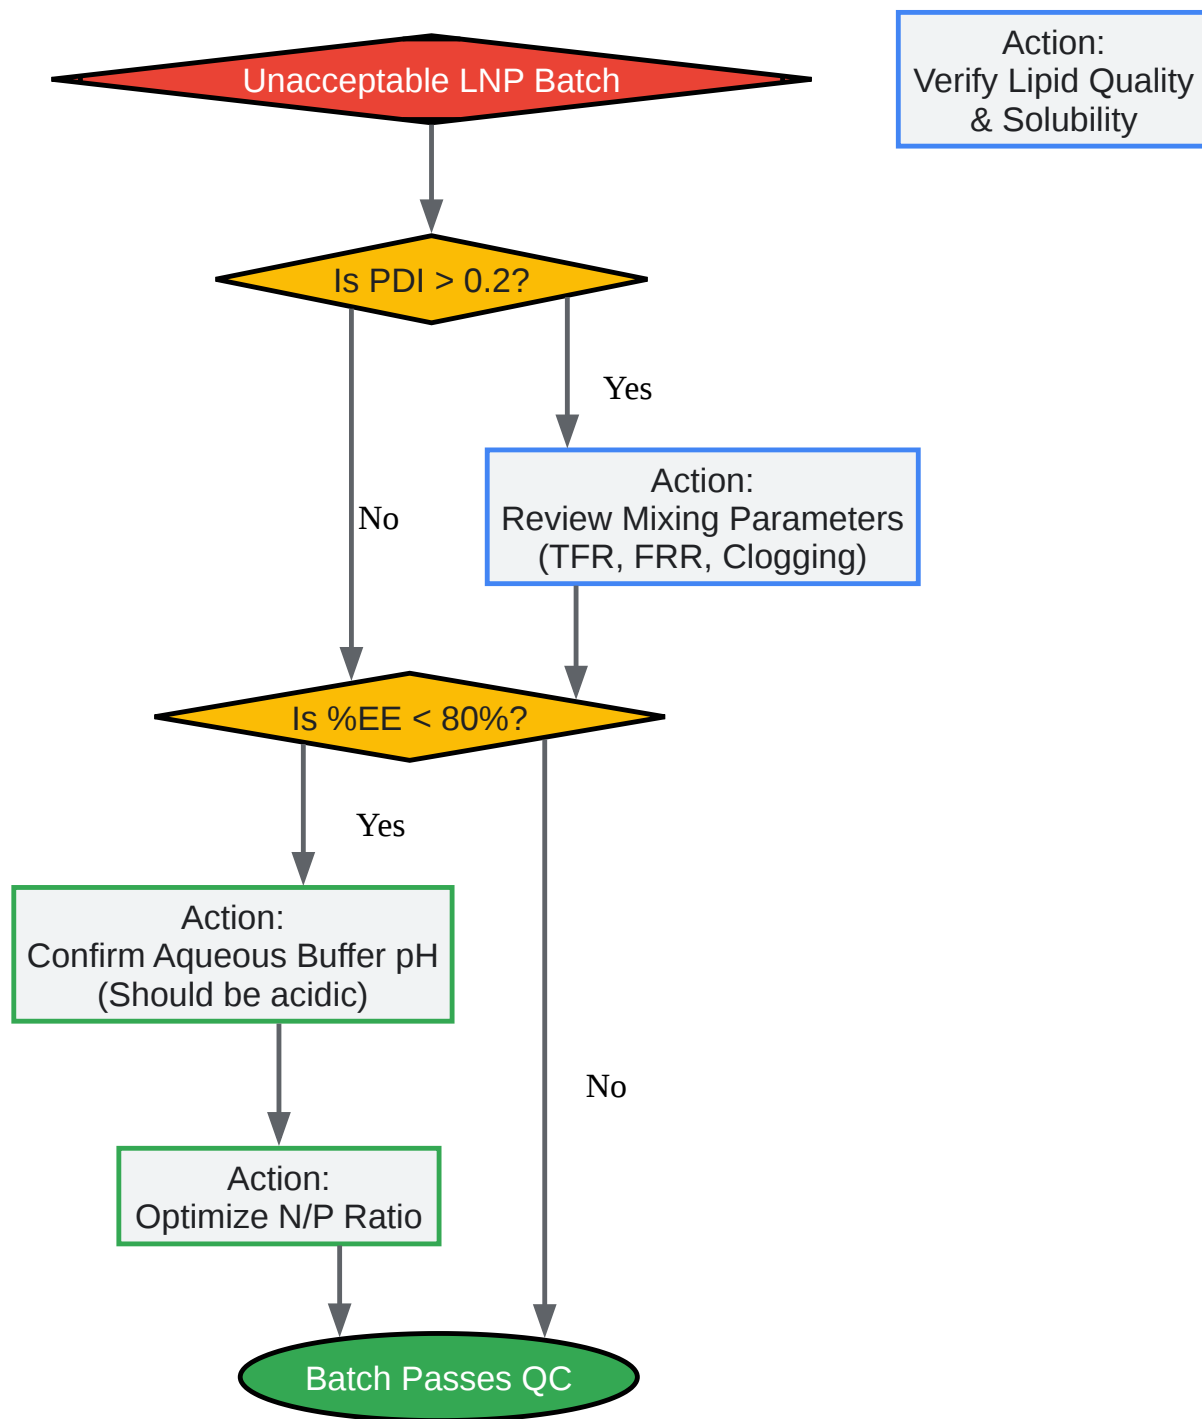 Unacceptable LNP Batch
Action:
Verify Lipid Quality
& Solubility
Is PDI > 0.2?
Yes
Action:
Review Mixing Parameters
(TFR, FRR, Clogging)
No
Is %EE < 80%?
Yes
Action:
Confirm Aqueous Buffer pH
(Should be acidic)
No
Action:
Optimize N/P Ratio
Batch Passes QC